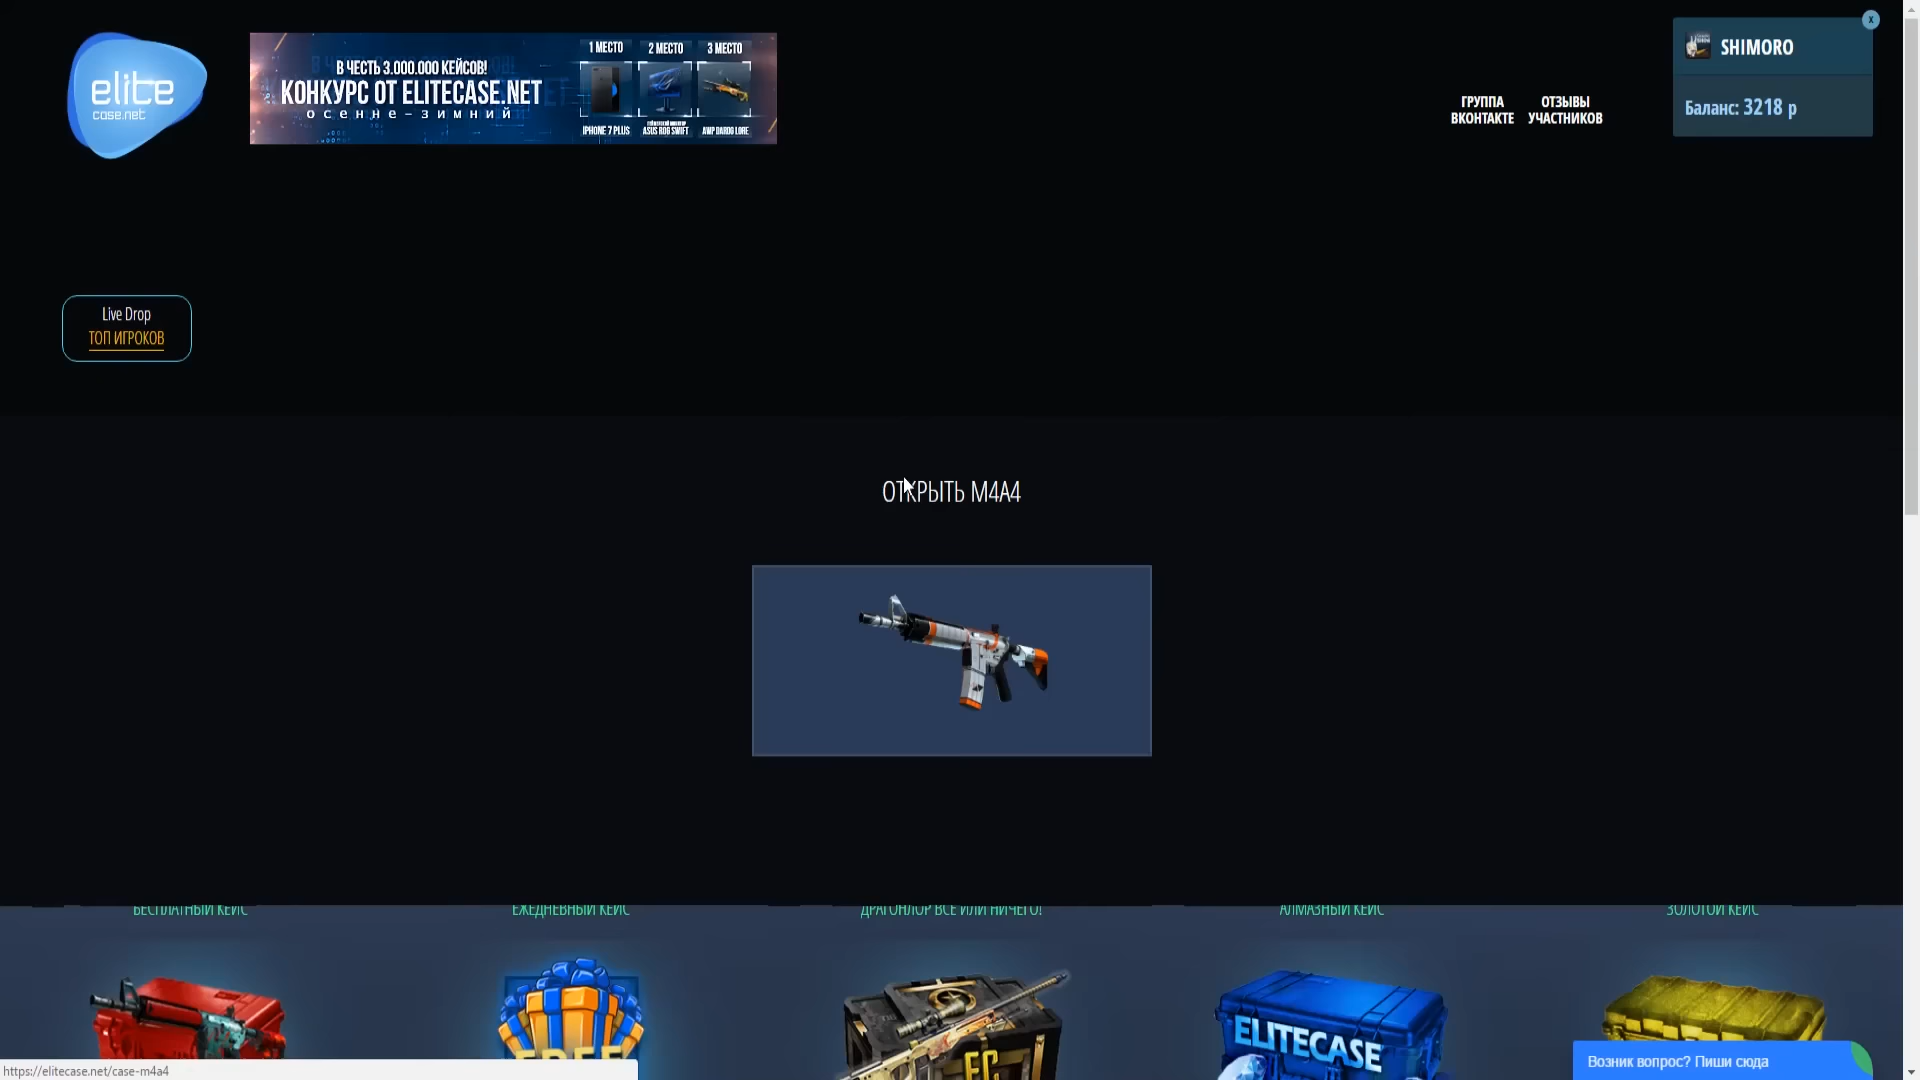 elite
case.net
В ЧЕСТЬ 3.000.000 КЕЙСОВ!
КОНКУРС ОТ ELITECASE.NET
осенне-зимний
1 МЕСТО
2 МЕСТО
3 МЕСТО
IPHONE 7 PLUS
ASUS ROG SWIFT
ГРУППА
ВКОНТАКТЕ
ОТЗЫВЫ
УЧАСТНИКОВ
x
SHIMORO
Баланс: 3218 р
Live Drop
ТОП ИГРОКОВ
ОТКРЫТЬ M4A4
БЕСПЛАТНЫЙ КЕЙС
ЕЖЕДНЕВНЫЙ КЕЙС
ДРАГОНЛОР ВСЕ ИЛИ НИЧЕГО!
АЛМАЗНЫЙ КЕЙС
ЗОЛОТОЙ КЕЙС
FREE
EC
ELITECASE
Возник вопрос? Пиши сюда
https://elitecase.net/case-m4a4